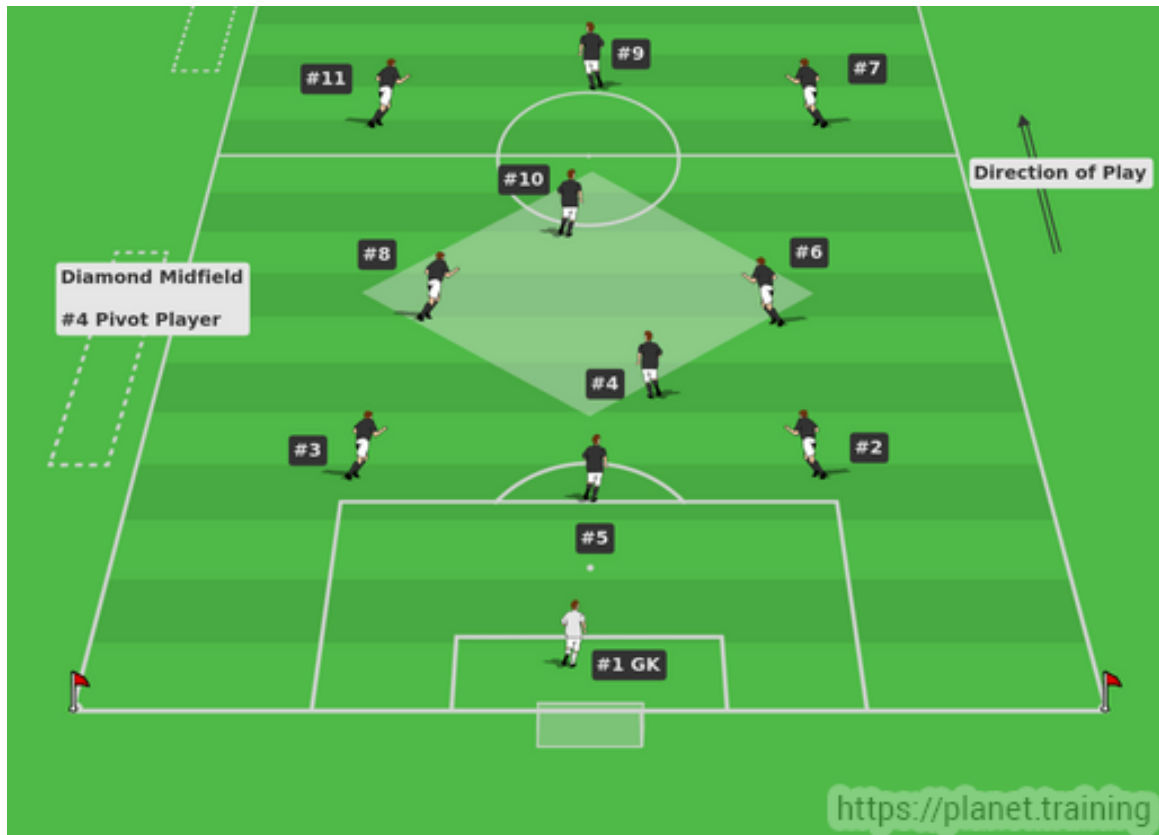 #9
#11
#7
#10
Direction of Play
#8
#6
Diamond Midfield
#4 Pivot Player
#4
#3
#2
#5
#1 GK
https://planet.training